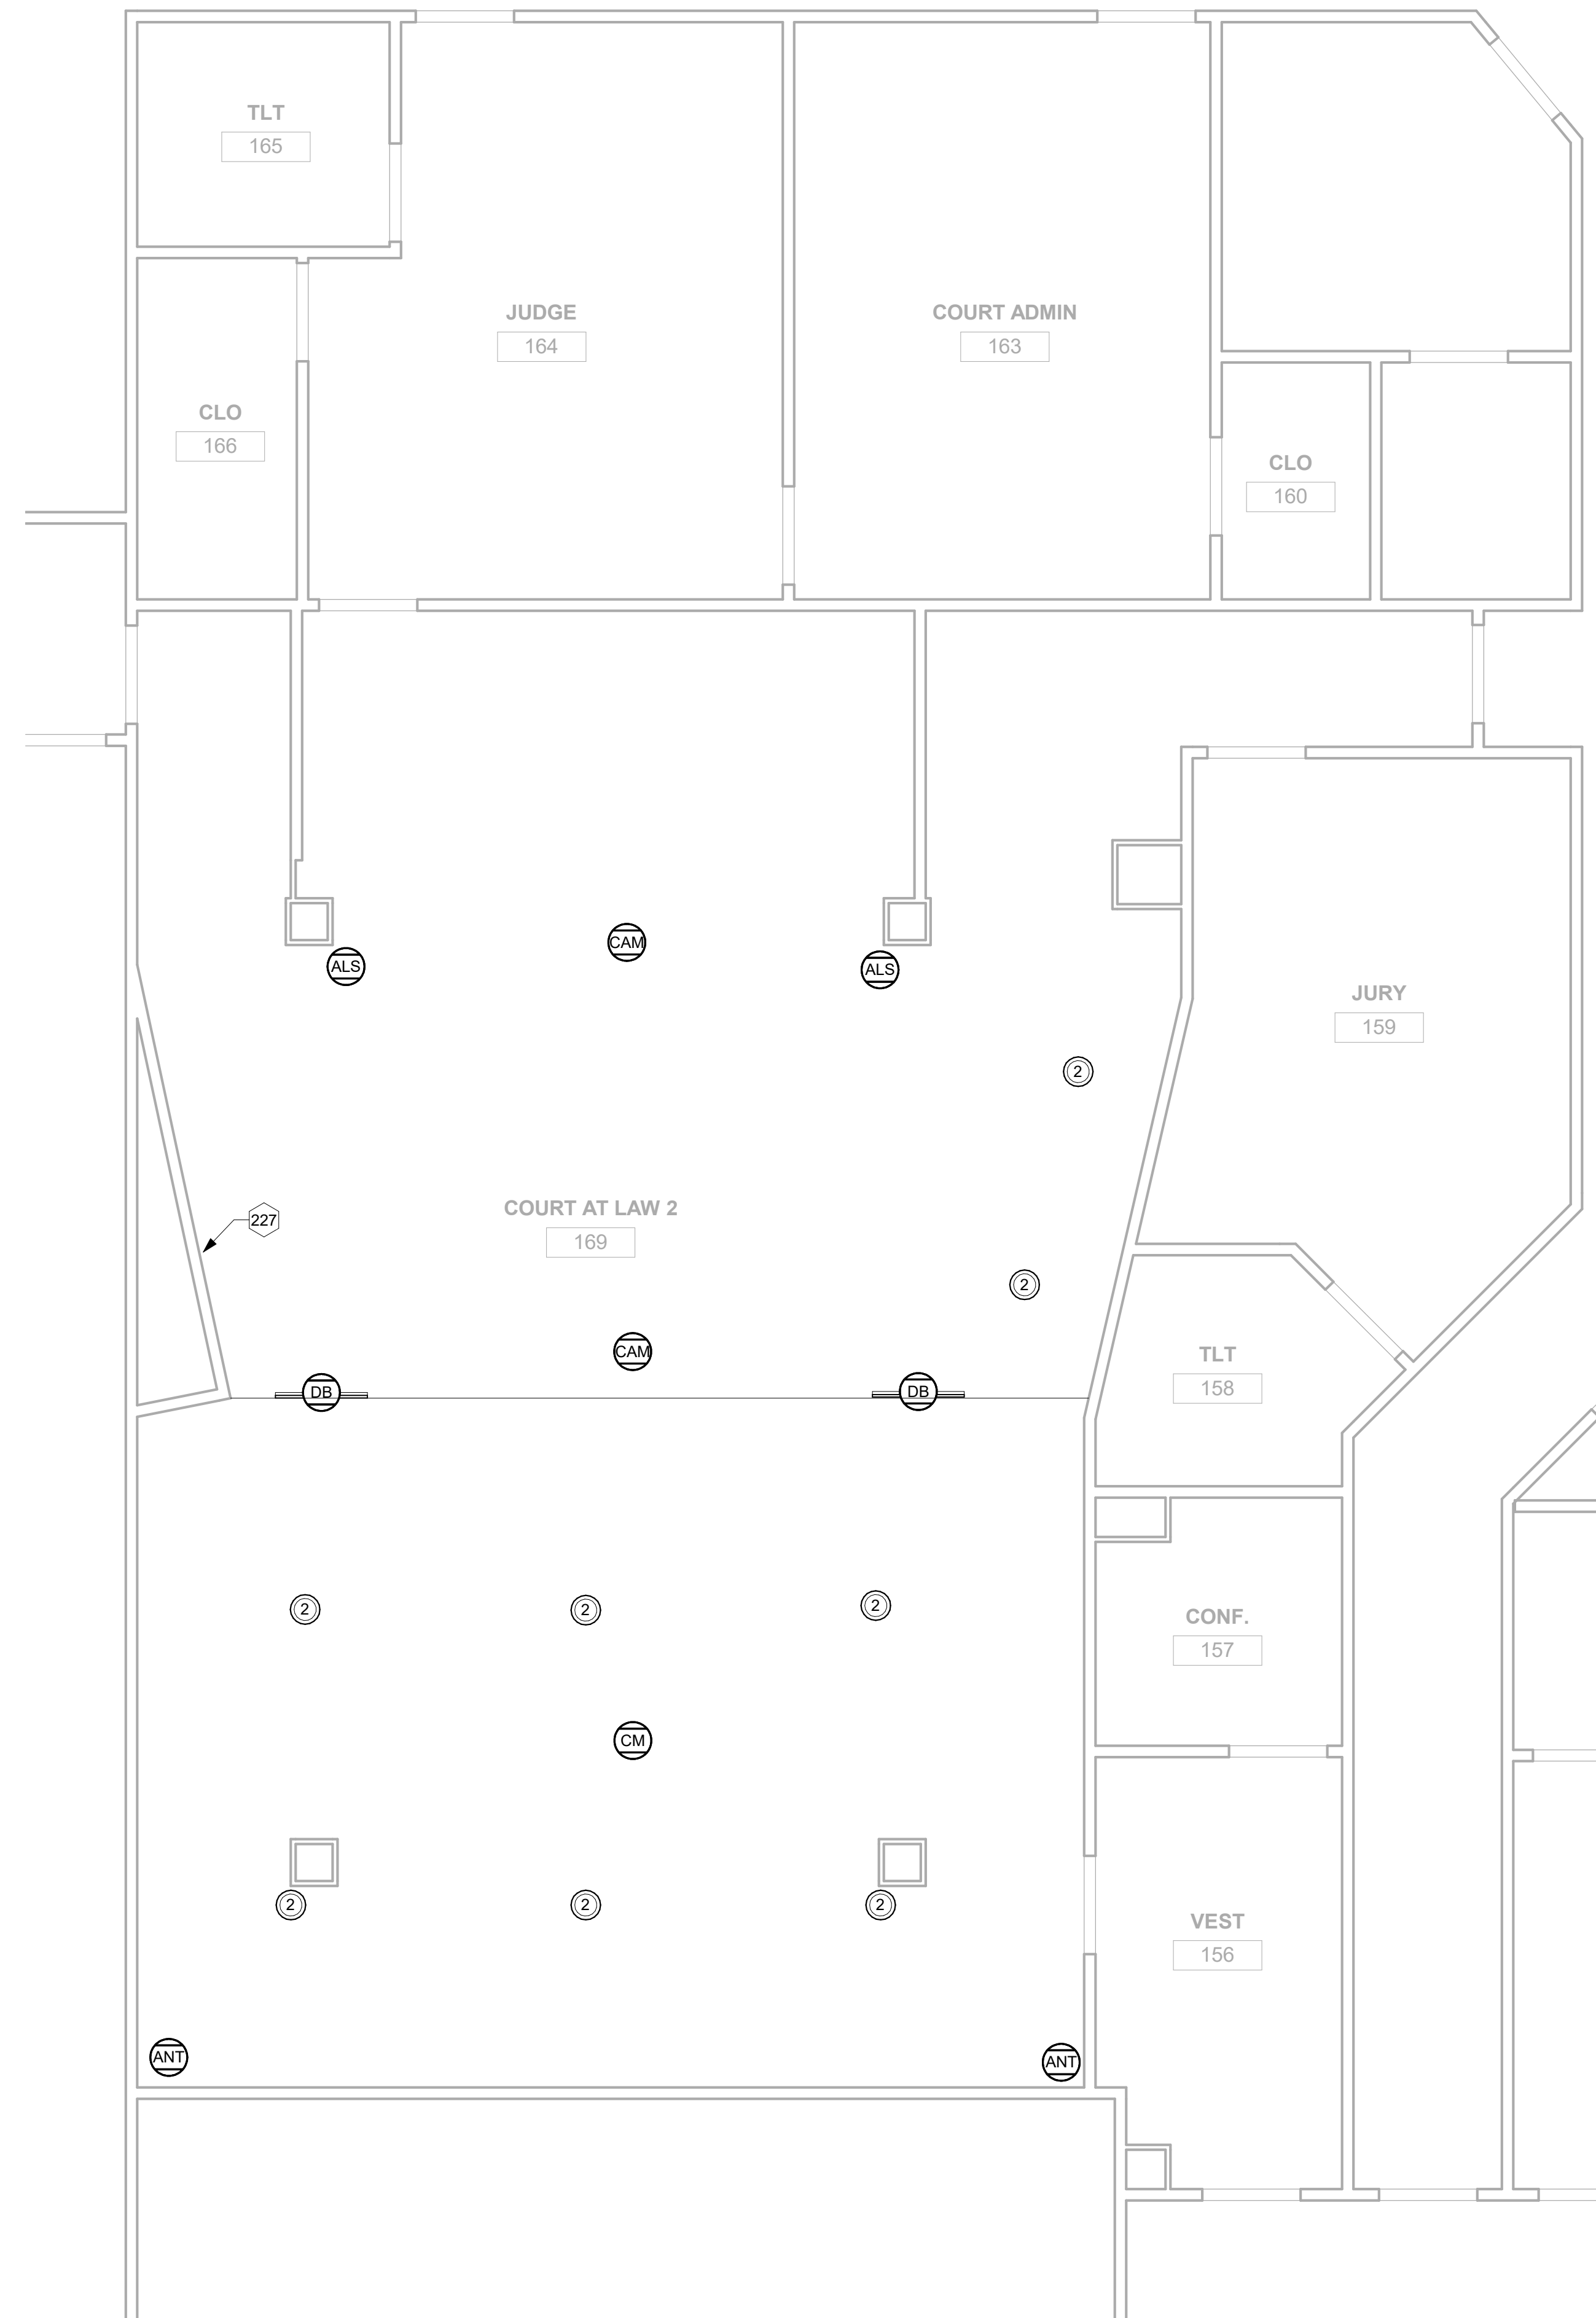 TLT
165
JUDGE
164
COURT ADMIN
163
CLO
166
CLO
160
CAM
ALS
ALS
JURY
159
2
227
COURT AT LAW 2
169
2
CAM
TLT
158
DB
DB
2
2
2
CONF.
157
CM
2
2
2
VEST
156
ANT
ANT